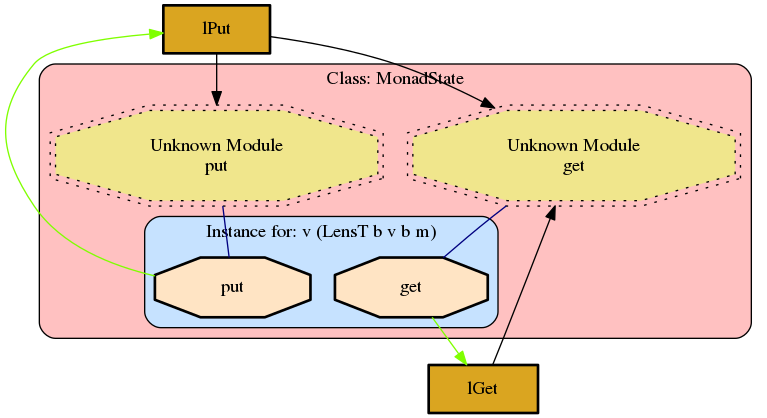 lPut
Class: MonadState
Unknown Module
put
Unknown Module
get
Instance for: v (LensT b v b m)
put
get
lGet